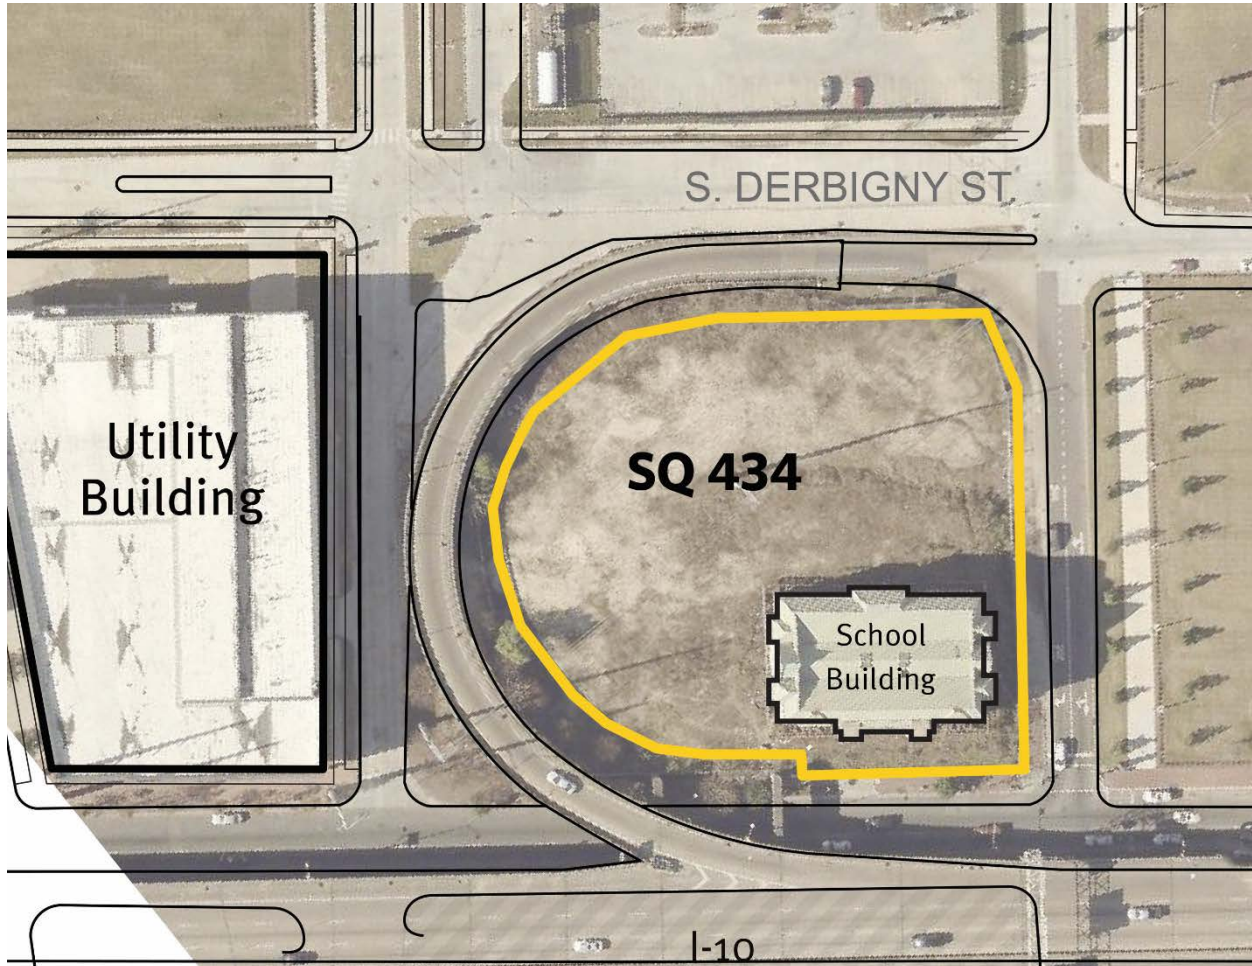 S. DERBIGNY ST.
Utility
Building
SQ 434
School
Building
I-10